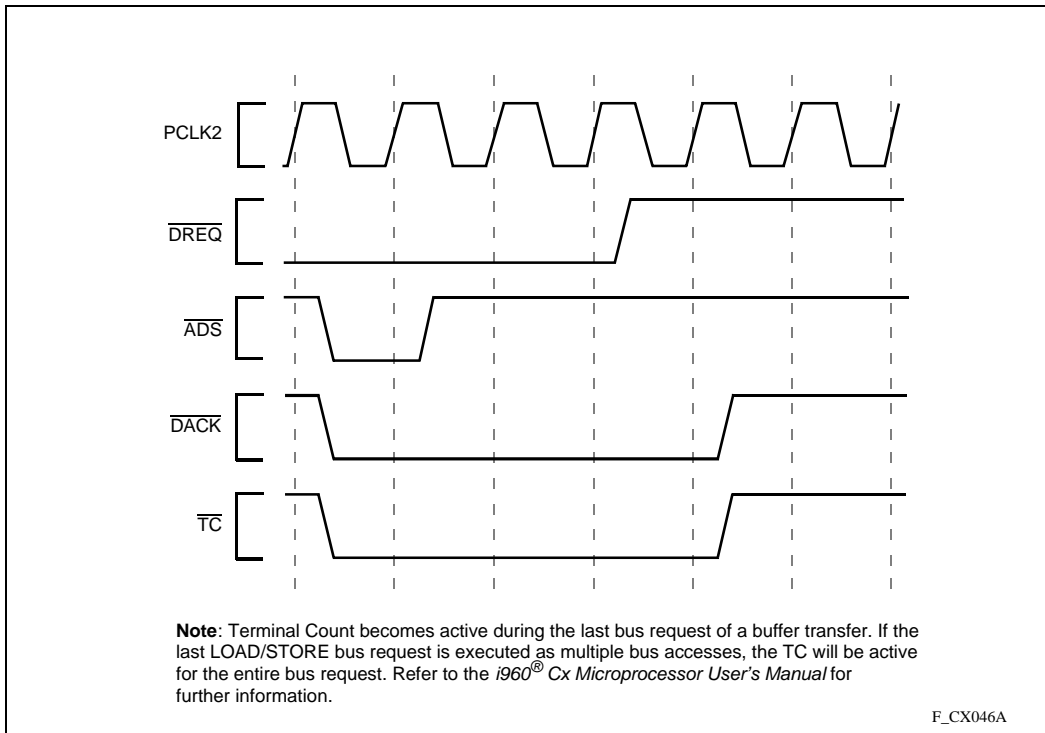 PCLK2
DREQ
ADS
DACK
TC
Note: Terminal Count becomes active during the last bus request of a buffer transfer. If the
last LOAD/STORE bus request is executed as multiple bus accesses, the TC will be active
for the entire bus request. Refer to the i960® Cx Microprocessor User's Manual for
further information.
F_CX046A